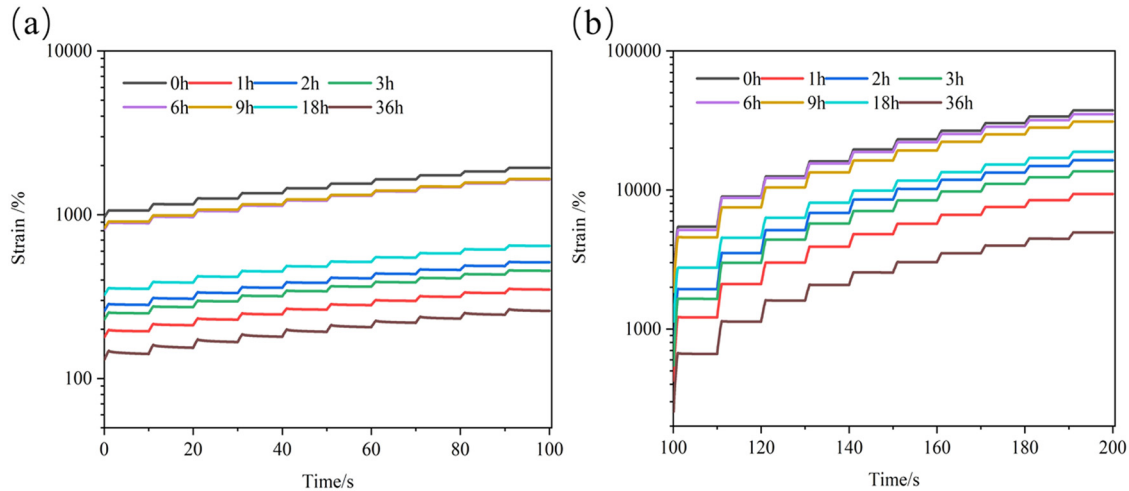 (a)
10000
1000
100
Strain /%
0h 1h 2h 3h
6h 9h 18h 36h
0 20 40 60 80 100
Time/s
(b)
100000
10000
1000
Strain /%
0h 1h 2h 3h
6h 9h 18h 36h
100 120 140 160 180 200
Time/s